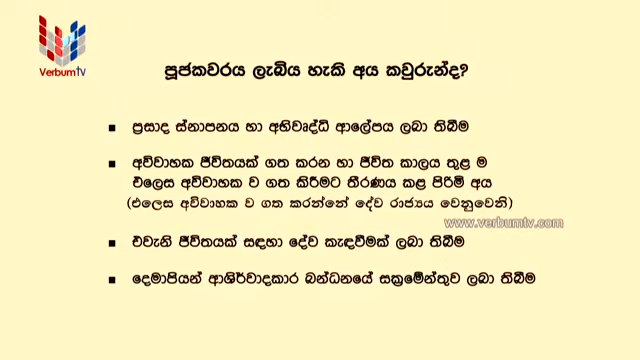 VerbumTV
පූජකවරය ලැබිය හැකි අය කවුරුන්ද?
ප්‍රසාද ස්නාපනය හා අභිවෘද්ධි ආලේපය ලබා තිබීම
අවිවාහක ජීවිතයක් ගත කරන හා ජීවිත කාලය තුළ ම
එලෙස අවිවාහක ව ගත කිරීමට තීරණය කළ පිරිමි අය
(එලෙස අවිවාහක ව ගත කරන්නේ දේව රාජ්‍යය වෙනුවෙනි)
www.verbumtv.com
එවැනි ජීවිතයක් සඳහා දේව කැඳවීමක් ලබා තිබීම
දෙමාපියන් ආශිර්වාදකාර බන්ධනයේ සක්‍රමේන්තුව ලබා තිබීම